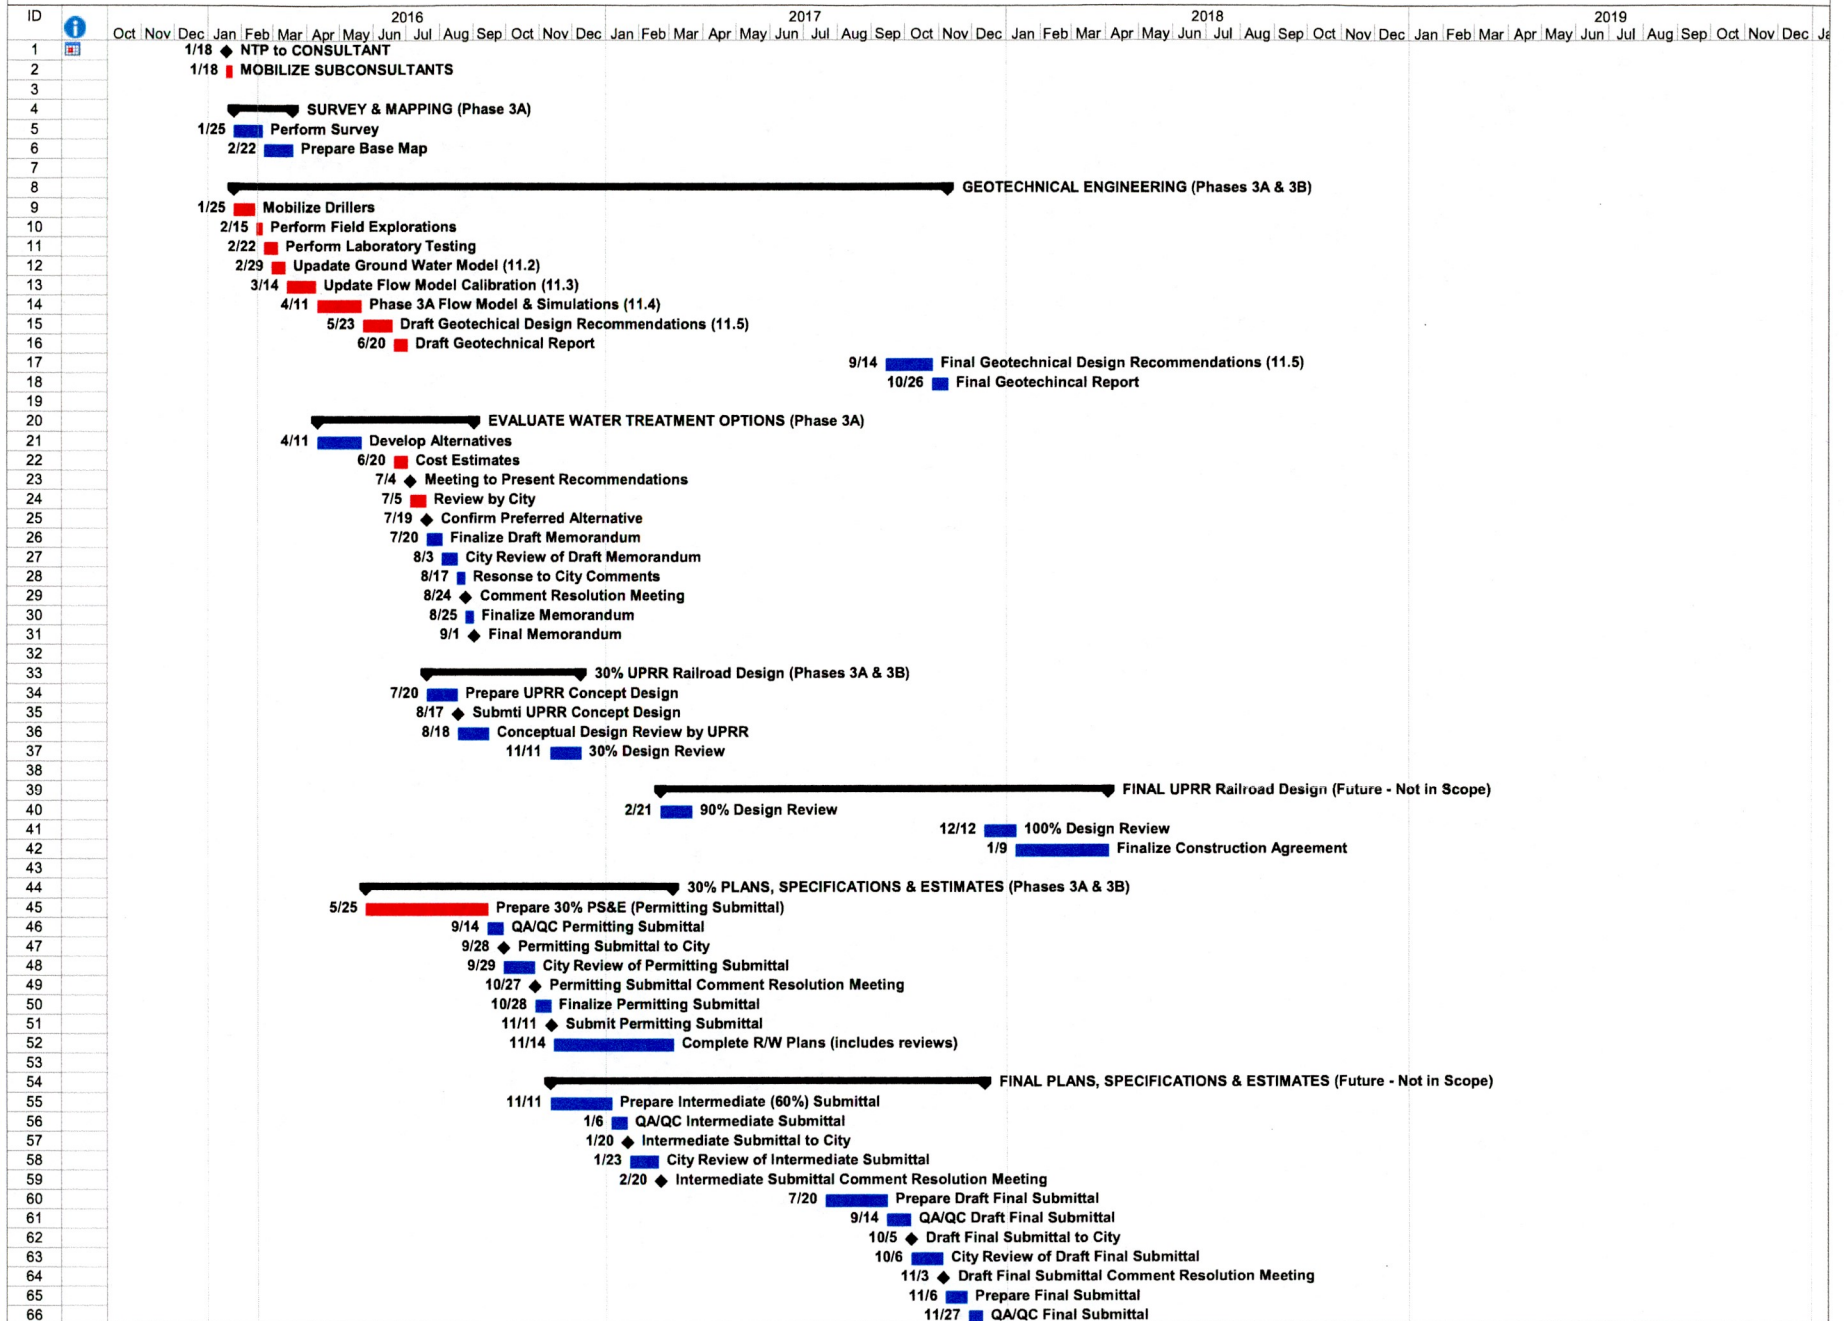 ID 2016 2017 2018 2019
i Oct Nov Dec Jan Feb Mar Apr May Jun Jul Aug Sep Oct Nov Dec Jan Feb Mar Apr May Jun Jul Aug Sep Oct Nov Dec Jan Feb Mar Apr May Jun Jul Aug Sep Oct Nov Dec Jan Feb Mar Apr May Jun Jul Aug Sep Oct Nov Dec
1 1/18 NTP to CONSULTANT
2 1/18 MOBILIZE SUBCONSULTANTS
3
4 SURVEY & MAPPING (Phase 3A)
5 1/25 Perform Survey
6 2/22 Prepare Base Map
7
8 GEOTECHNICAL ENGINEERING (Phases 3A & 3B)
9 1/25 Mobilize Drillers
10 2/15 Perform Field Explorations
11 2/22 Perform Laboratory Testing
12 2/29 Upadate Ground Water Model (11.2)
13 3/14 Update Flow Model Calibration (11.3)
14 4/11 Phase 3A Flow Model & Simulations (11.4)
15 5/23 Draft Geotechical Design Recommendations (11.5)
16 6/20 Draft Geotechnical Report
17 9/14 Final Geotechnical Design Recommendations (11.5)
18 10/26 Final Geotechincal Report
19
20 EVALUATE WATER TREATMENT OPTIONS (Phase 3A)
21 4/11 Develop Alternatives
22 6/20 Cost Estimates
23 7/4 Meeting to Present Recommendations
24 7/5 Review by City
25 7/19 Confirm Preferred Alternative
26 7/20 Finalize Draft Memorandum
27 8/3 City Review of Draft Memorandum
28 8/17 Resonse to City Comments
29 8/24 Comment Resolution Meeting
30 8/25 Finalize Memorandum
31 9/1 Final Memorandum
32
33 30% UPRR Railroad Design (Phases 3A & 3B)
34 7/20 Prepare UPRR Concept Design
35 8/17 Submti UPRR Concept Design
36 8/18 Conceptual Design Review by UPRR
37 11/11 30% Design Review
38
39 FINAL UPRR Railroad Design (Future - Not in Scope)
40 2/21 90% Design Review
41 12/12 100% Design Review
42 1/9 Finalize Construction Agreement
43
44 30% PLANS, SPECIFICATIONS & ESTIMATES (Phases 3A & 3B)
45 5/25 Prepare 30% PS&E (Permitting Submittal)
46 9/14 QA/QC Permitting Submittal
47 9/28 Permitting Submittal to City
48 9/29 City Review of Permitting Submittal
49 10/27 Permitting Submittal Comment Resolution Meeting
50 10/28 Finalize Permitting Submittal
51 11/11 Submit Permitting Submittal
52 11/14 Complete R/W Plans (includes reviews)
53
54 FINAL PLANS, SPECIFICATIONS & ESTIMATES (Future - Not in Scope)
55 11/11 Prepare Intermediate (60%) Submittal
56 1/6 QA/QC Intermediate Submittal
57 1/20 Intermediate Submittal to City
58 1/23 City Review of Intermediate Submittal
59 2/20 Intermediate Submittal Comment Resolution Meeting
60 7/20 Prepare Draft Final Submittal
61 9/14 QA/QC Draft Final Submittal
62 10/5 Draft Final Submittal to City
63 10/6 City Review of Draft Final Submittal
64 11/3 Draft Final Submittal Comment Resolution Meeting
65 11/6 Prepare Final Submittal
66 11/27 QA/QC Final Submittal